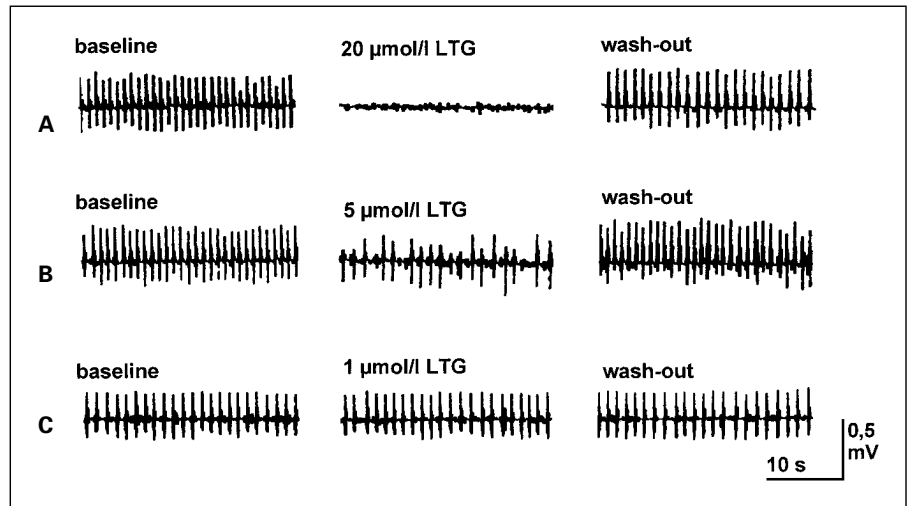 baseline 20 µmol/l LTG wash-out
A
baseline 5 µmol/l LTG wash-out
B
baseline 1 µmol/l LTG wash-out
C
0,5
mV
10 s